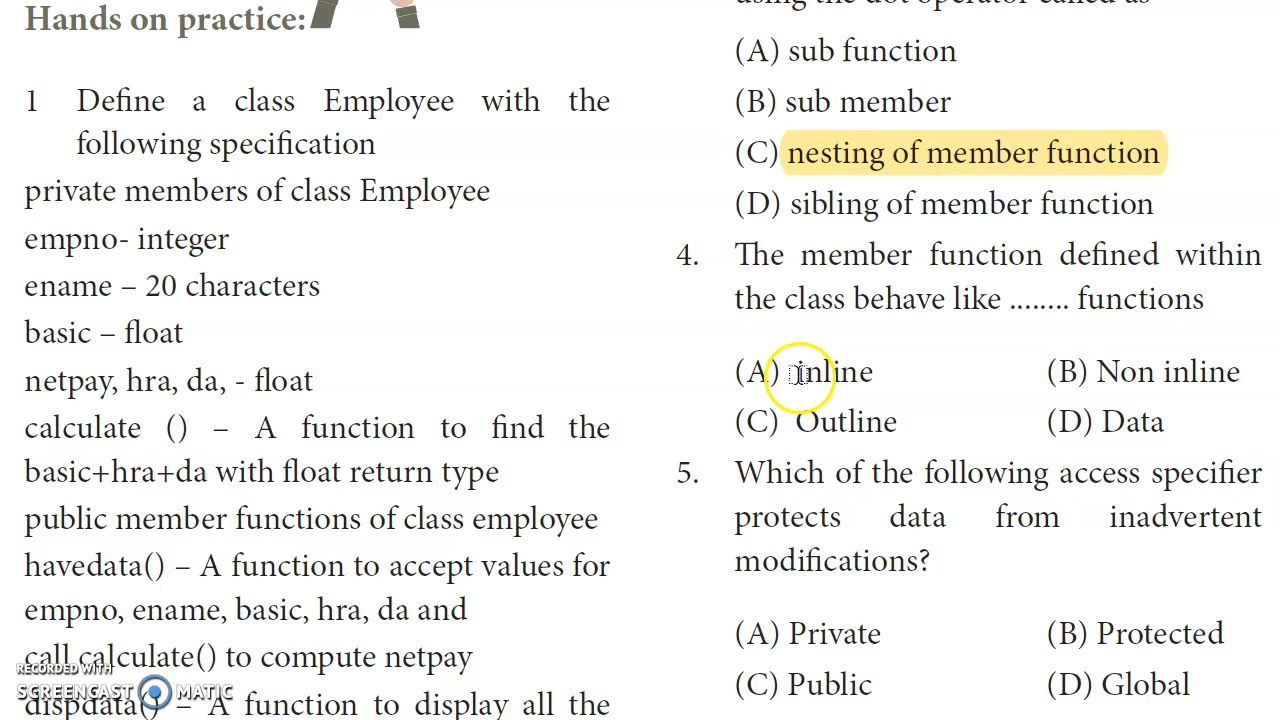 Hands on practice:
1 Define a class Employee with the
following specification
private members of class Employee
empno- integer
ename – 20 characters
basic – float
netpay, hra, da, - float
calculate () – A function to find the
basic+hra+da with float return type
public member functions of class employee
havedata() – A function to accept values for
empno, ename, basic, hra, da and
call calculate() to compute netpay
dispdata() – A function to display all the
using the dot operator called as
(A) sub function
(B) sub member
(C) nesting of member function
(D) sibling of member function
4. The member function defined within
the class behave like ........ functions
(A) inline (B) Non inline
(C) Outline (D) Data
5. Which of the following access specifier
protects data from inadvertent
modifications?
(A) Private (B) Protected
(C) Public (D) Global
RECORDED WITH
SCREENCAST MATIC